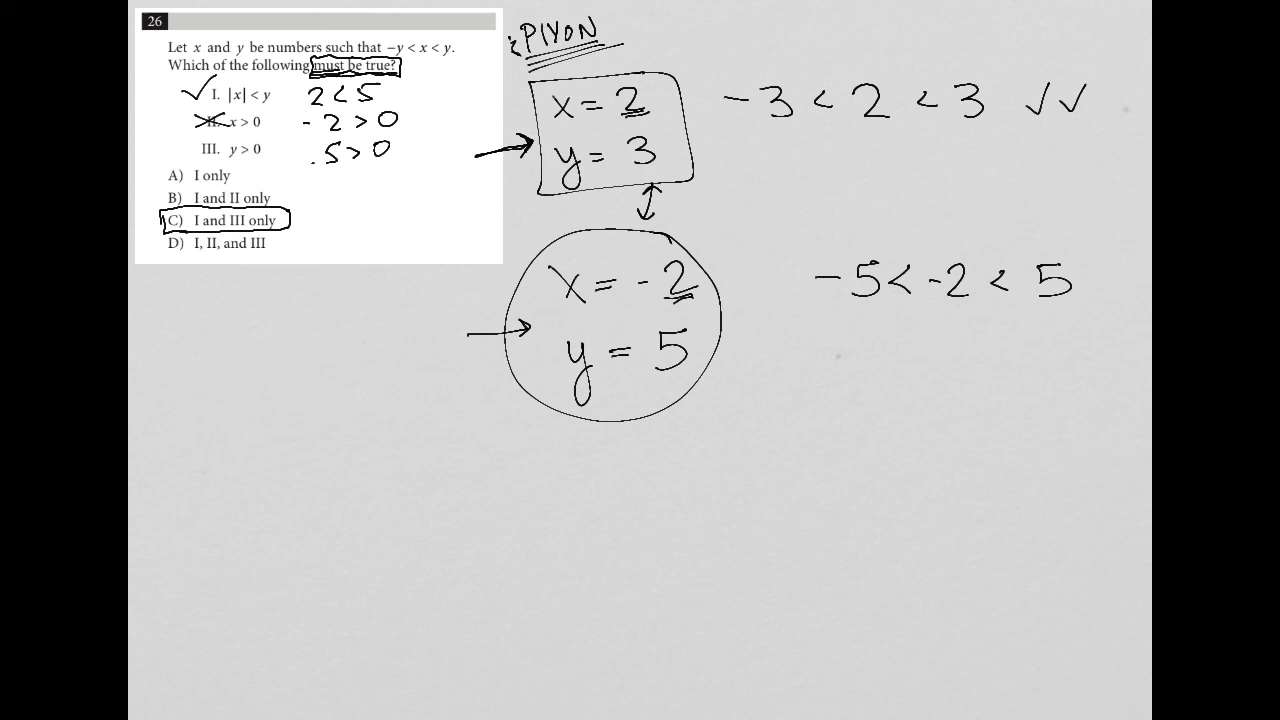 26
Let x and y be numbers such that −y < x < y.
Which of the following must be true?
I. |x| < y 2 < 5
II. x > 0 - 2 > 0
III. y > 0 5 > 0
A) I only
B) I and II only
C) I and III only
D) I, II, and III
PIYON
x = 2
y = 3
- 3 < 2 < 3 ✓✓
x = - 2
y = 5
- 5 < -2 < 5